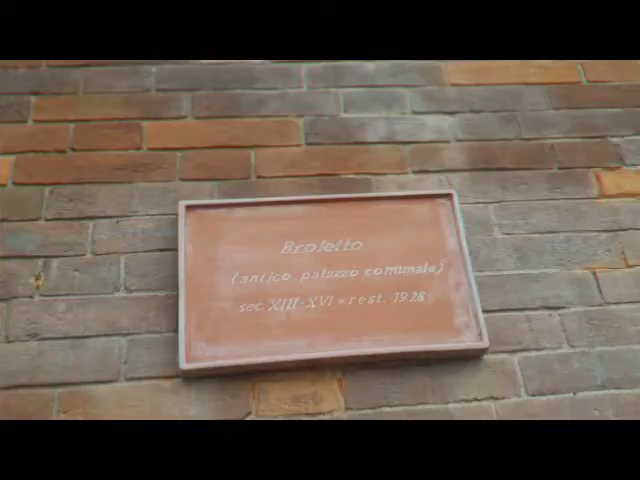 Broletto
(antico palazzo comunale)
sec. XIII-XVI - rest. 1928